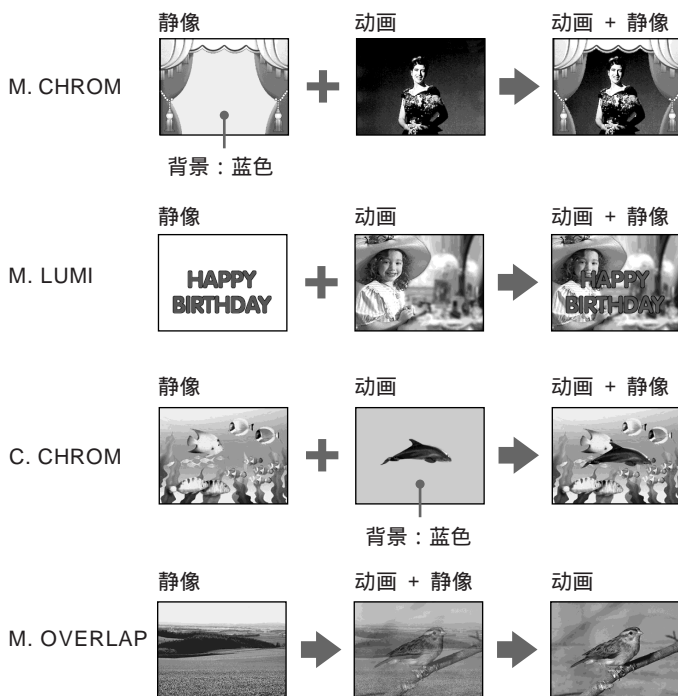 静像 动画 动画 + 静像
M. CHROM
背景：蓝色
静像 动画 动画 + 静像
M. LUMI
HAPPY
BIRTHDAY
HAPPY
BIRTHDAY
静像 动画 动画 + 静像
C. CHROM
背景：蓝色
静像 动画 + 静像 动画
M. OVERLAP